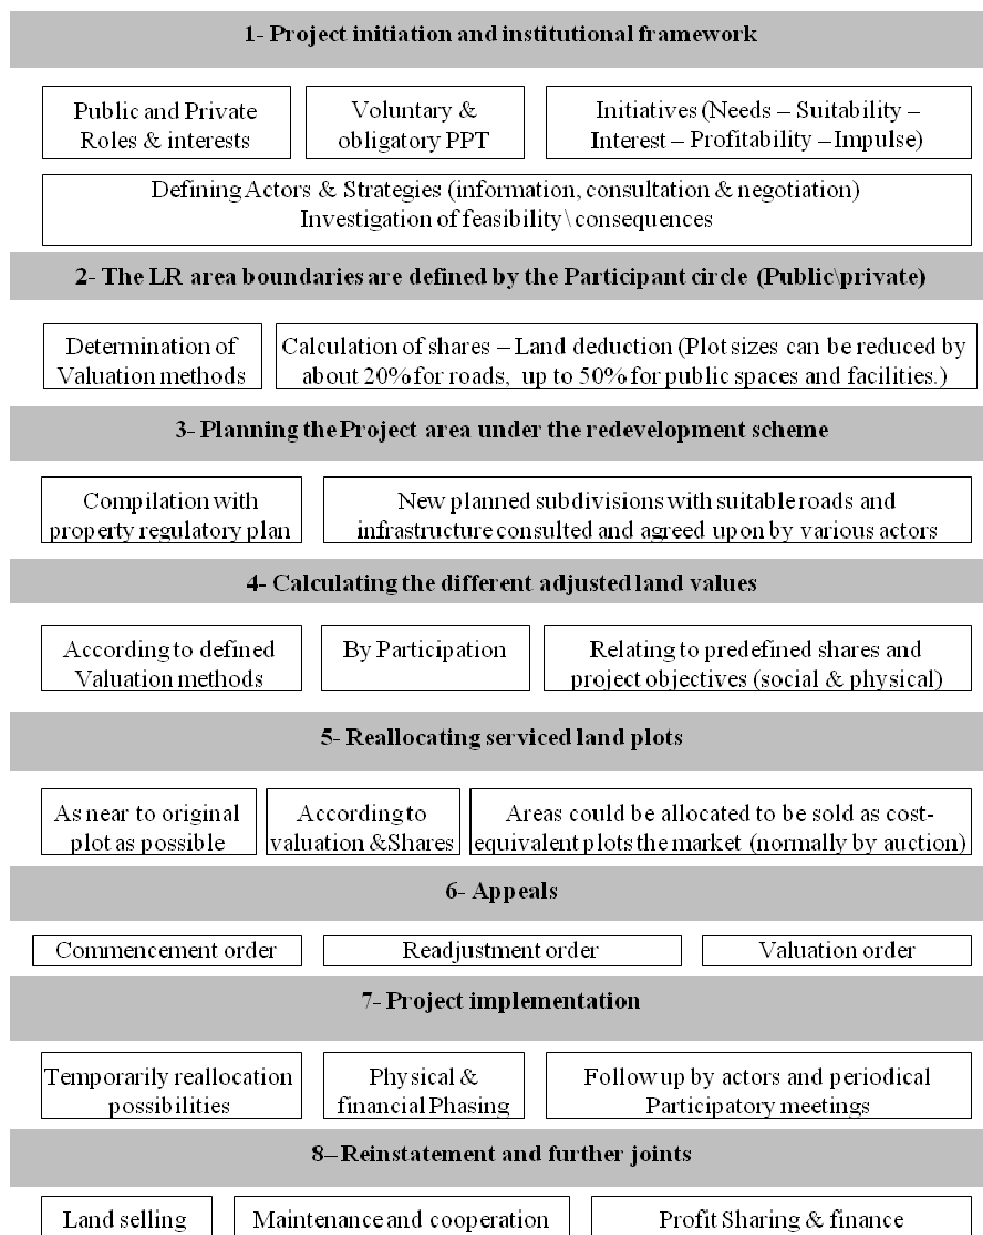 1- Project initiation and institutional framework
Public and Private
Roles & interests
Voluntary &
obligatory PPT
Initiatives (Needs – Suitability –
Interest – Profitability – Impulse)
Defining Actors & Strategies (information, consultation & negotiation)
Investigation of feasibility \ consequences
2- The LR area boundaries are defined by the Participant circle (Public\private)
Determination of
Valuation methods
Calculation of shares – Land deduction (Plot sizes can be reduced by
about 20% for roads, up to 50% for public spaces and facilities.)
3- Planning the Project area under the redevelopment scheme
Compilation with
property regulatory plan
New planned subdivisions with suitable roads and
infrastructure consulted and agreed upon by various actors
4- Calculating the different adjusted land values
According to defined
Valuation methods
By Participation
Relating to predefined shares and
project objectives (social & physical)
5- Reallocating serviced land plots
As near to original
plot as possible
According to
valuation & Shares
Areas could be allocated to be sold as cost-
equivalent plots the market (normally by auction)
6- Appeals
Commencement order
Readjustment order
Valuation order
7- Project implementation
Temporarily reallocation
possibilities
Physical &
financial Phasing
Follow up by actors and periodical
Participatory meetings
8– Reinstatement and further joints
Land selling
Maintenance and cooperation
Profit Sharing & finance